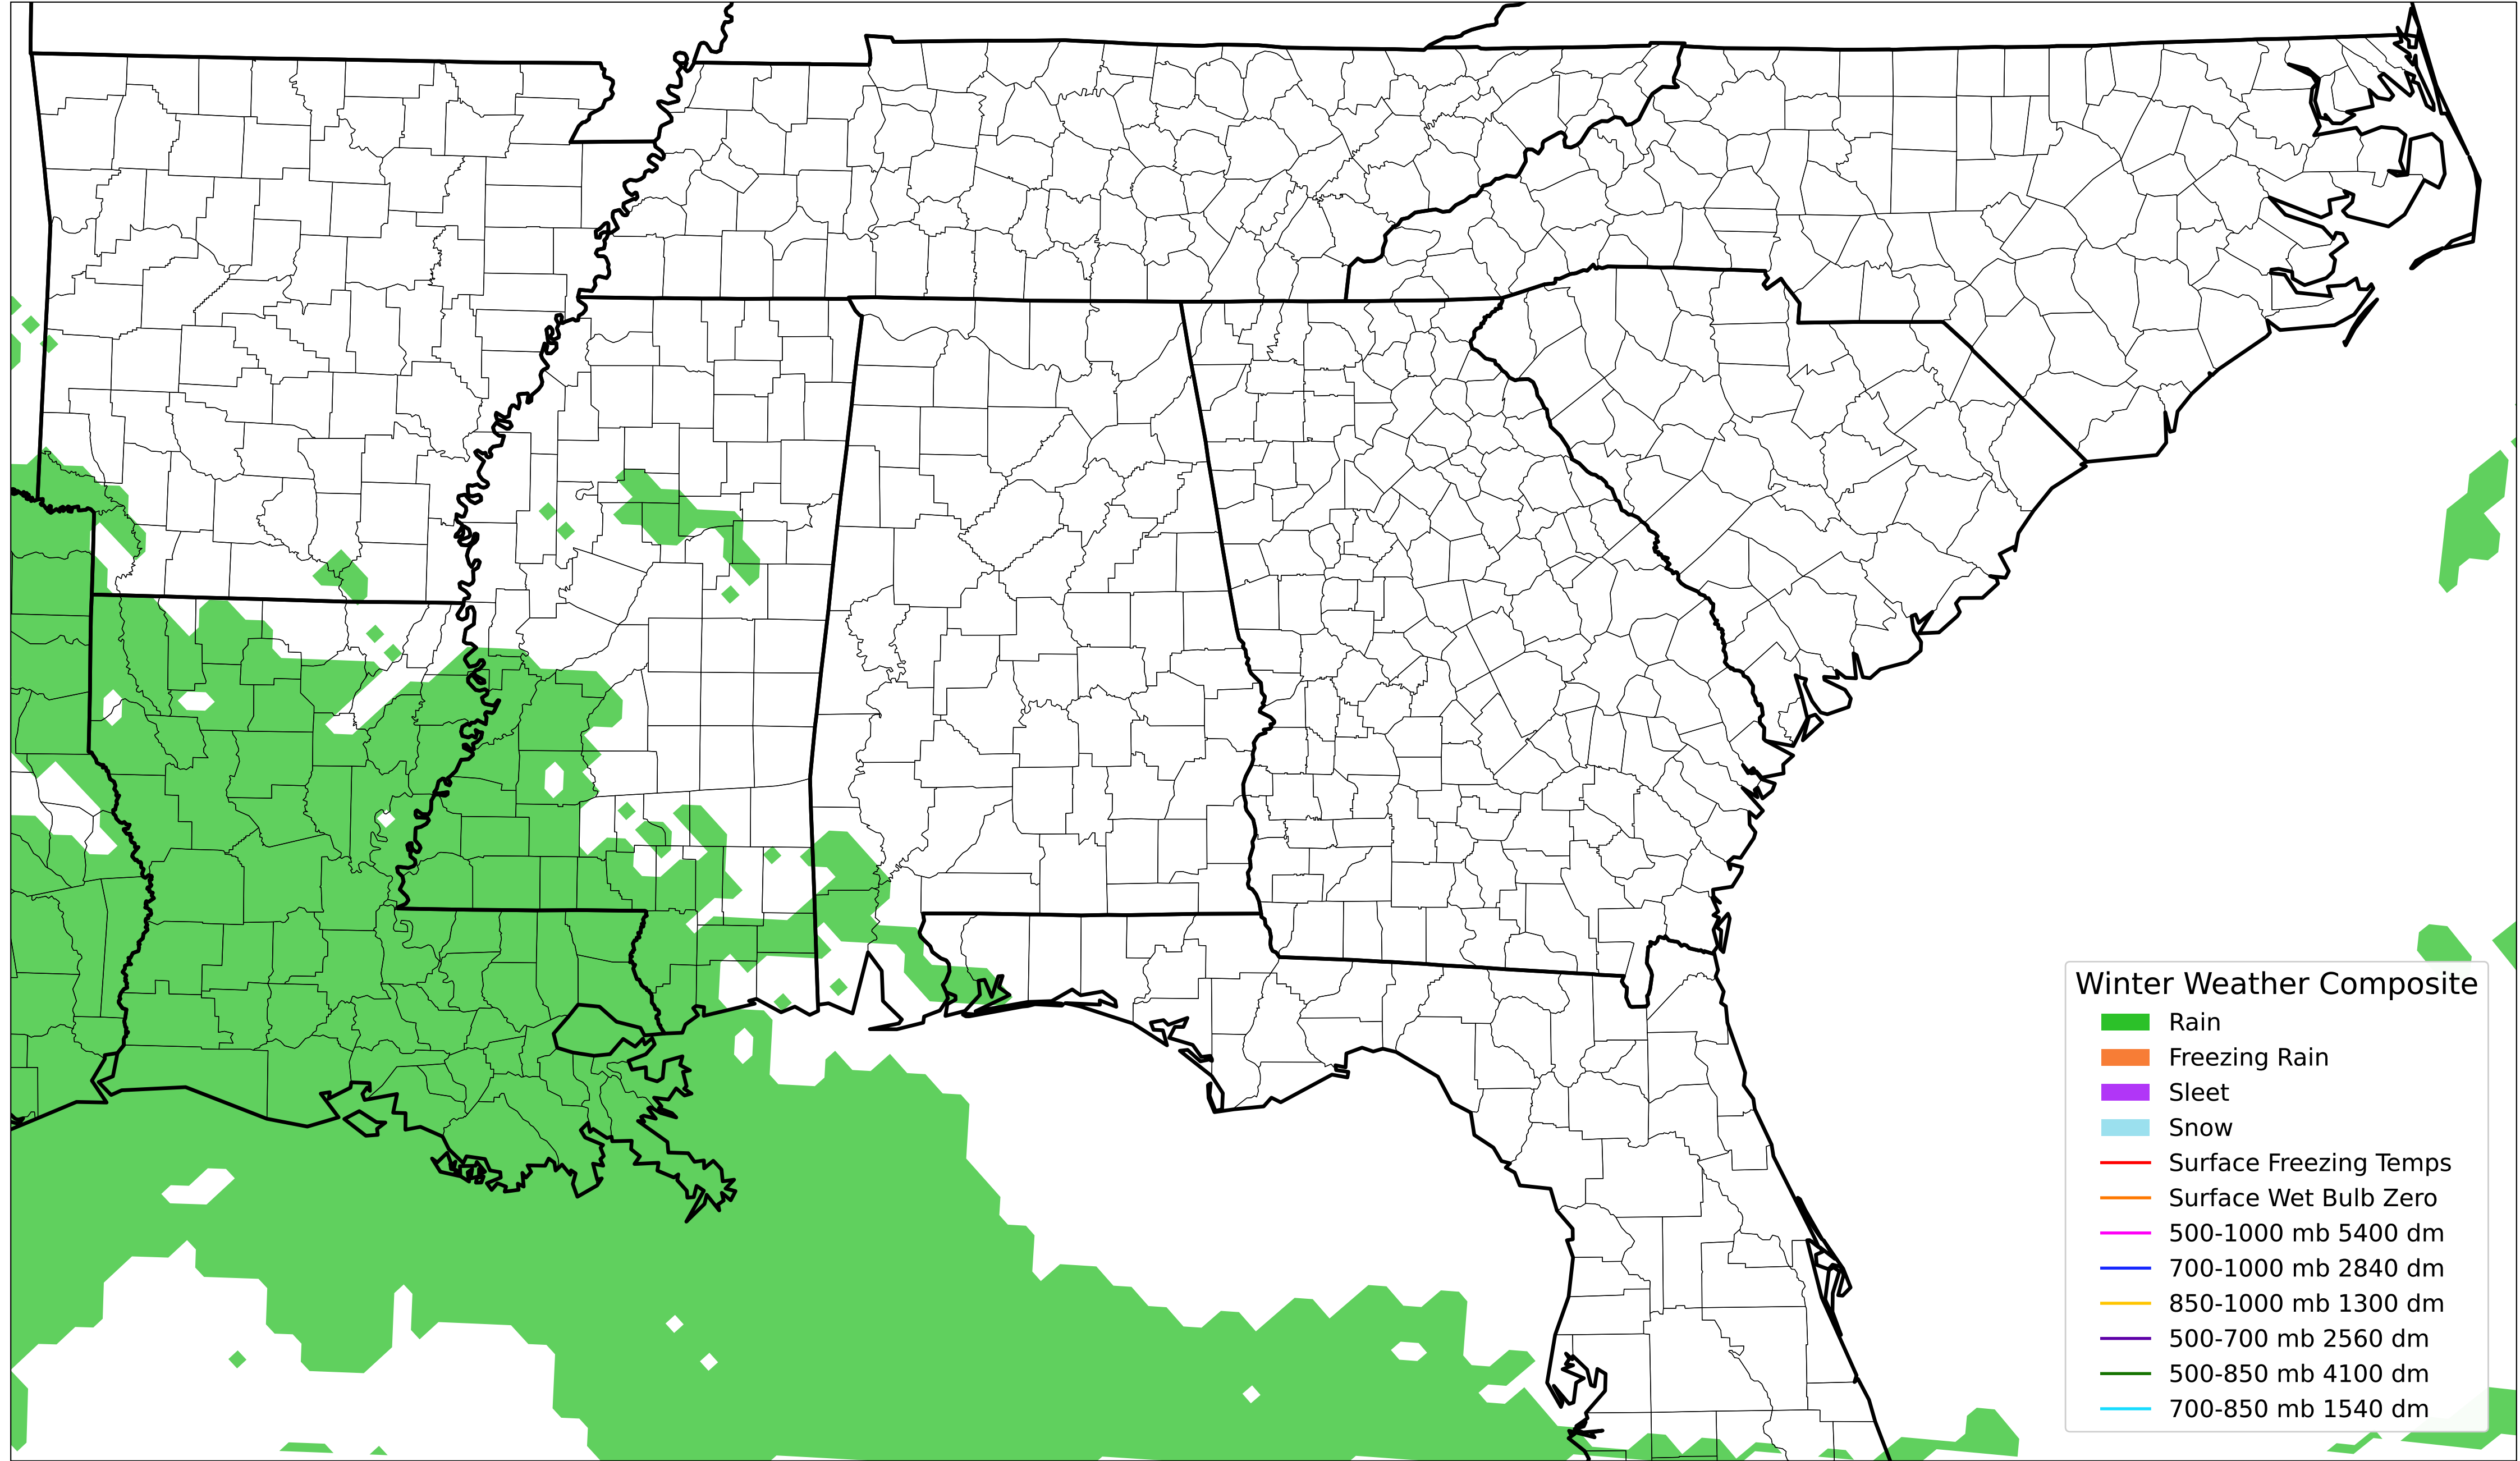 Winter Weather Composite
Rain
Freezing Rain
Sleet
Snow
Surface Freezing Temps
Surface Wet Bulb Zero
500-1000 mb 5400 dm
700-1000 mb 2840 dm
850-1000 mb 1300 dm
500-700 mb 2560 dm
500-850 mb 4100 dm
700-850 mb 1540 dm